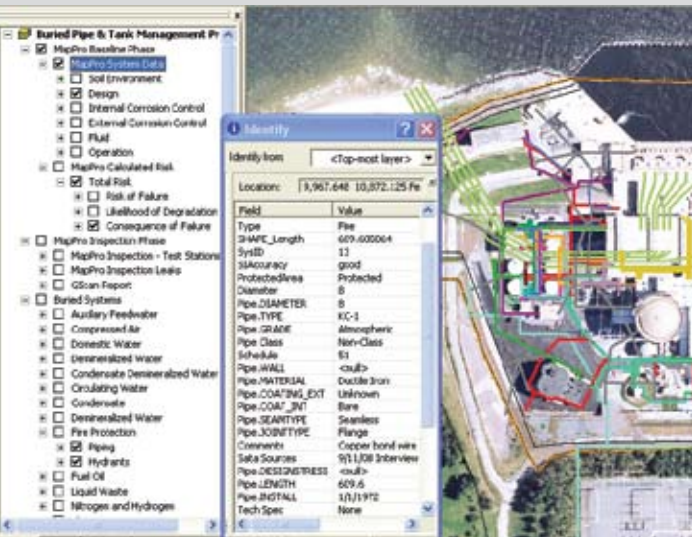 Buried Pipe & Tank Management Pr
MapPro Baseline Phase
MapPro System Data
Soil Environment
Design
Internal Corrosion Control
External Corrosion Control
Fluid
Operation
MapPro Calculated Risk
Total Risk
Risk of Failure
Likelihood of Degradation
Consequence of Failure
MapPro Inspection Phase
MapPro Inspection - Test Stations
MapPro Inspection Leaks
GScan Report
Buried Systems
Auxiliary Feedwater
Compressed Air
Domestic Water
Demineralized Water
Condensate Demineralized Water
Circulating Water
Condensate
Demineralized Water
Fire Protection
Piping
Hydrants
Fuel Oil
Liquid Waste
Nitrogen and Hydrogen
Identify
Identify from: <Top-most layer>
Location: 10,872.125 Fe
Field Value
Type Fire
SHAPE_Length 609.600064
SysID 13
SIAccuracy good
ProtectedArea Protected
Diameter 8
Pipe.DIAMETER 8
Pipe.TYPE KC-1
Pipe.GRADE Atmospheric
Pipe Class Non-Class
Schedule 51
Pipe.WALL <null>
Pipe.MATERIAL Ductile Iron
Pipe.COATING_EXT Unknown
Pipe.COAT_INT Bare
Pipe.SEAMTYPE Seamless
Pipe.JOINTTYPE Flange
Comments Copper bond wire
Sata Sources 9/11/08 Interview
Pipe.DESIGNSTRESS <null>
Pipe.LENGTH 609.6
Pipe.INSTALL 1/1/1972
Tech Spec None